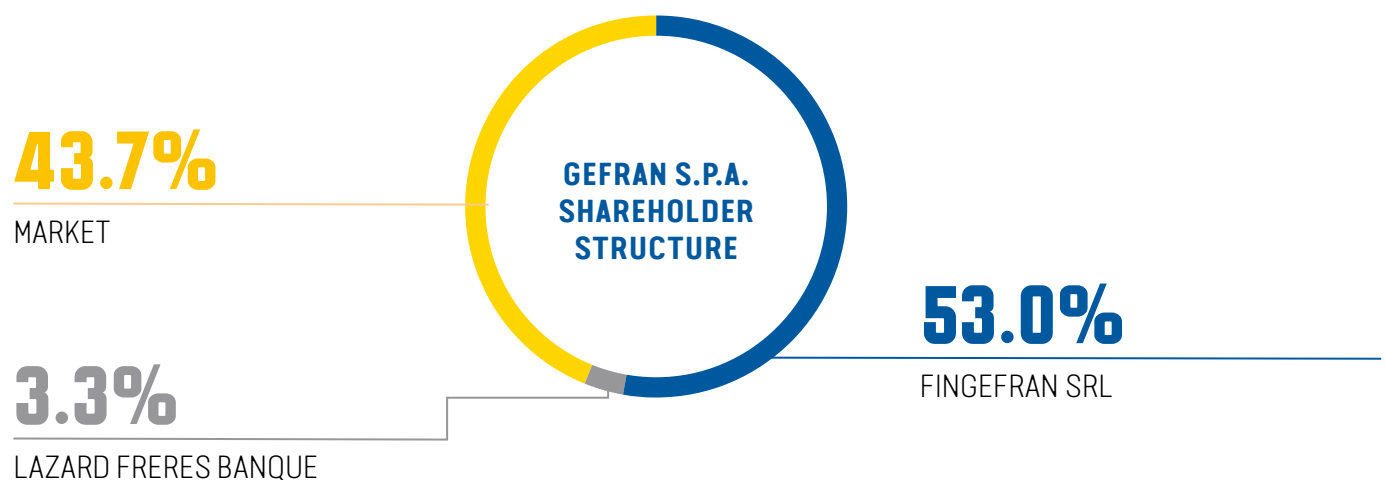 43.7%
MARKET
GEFRAN S.P.A.
SHAREHOLDER
STRUCTURE
53.0%
FINGEFRAN SRL
3.3%
LAZARD FRERES BANQUE